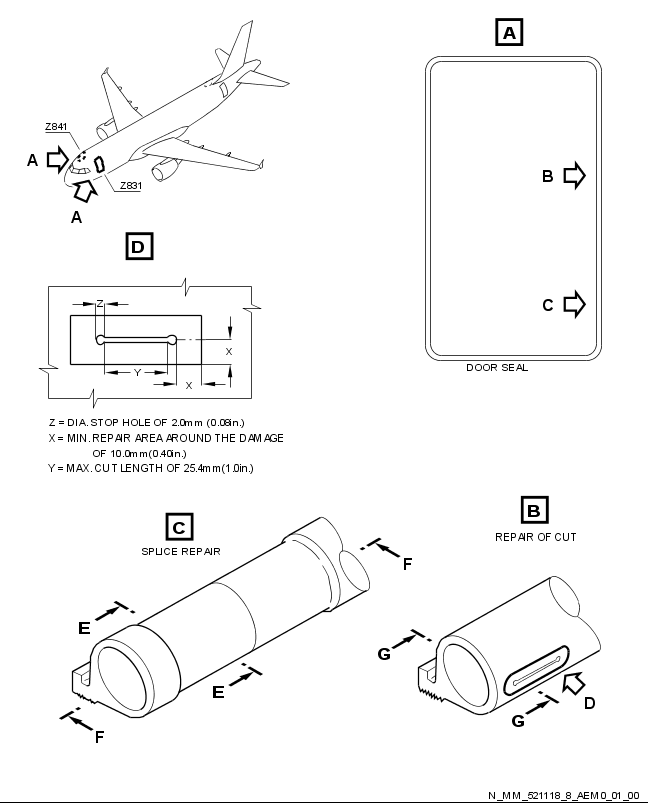 A
Z841
A
Z831
A
B
C
DOOR SEAL
D
Z
X
Y
X
Z = DIA. STOP HOLE OF 2.0mm (0.08in.)
X = MIN. REPAIR AREA AROUND THE DAMAGE
OF 10.0mm(0.40in.)
Y = MAX. CUT LENGTH OF 25.4mm(1.0in.)
C
SPLICE REPAIR
B
REPAIR OF CUT
F
E
E
F
G
D
G
N_MM_521118_8_AEM0_01_00